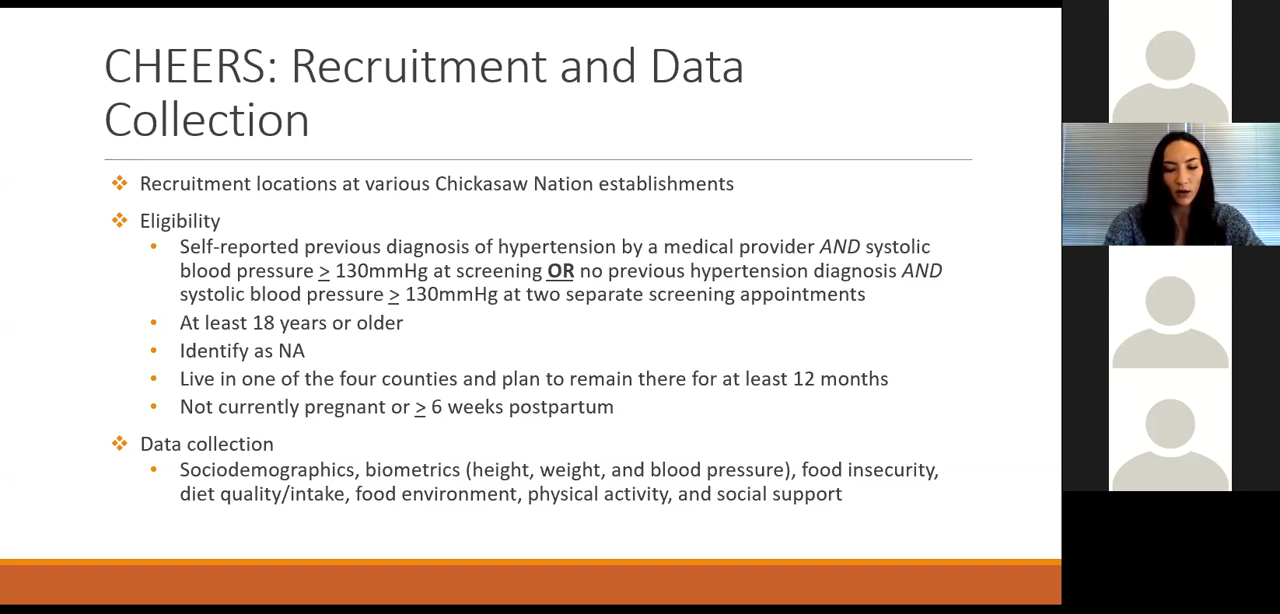 CHEERS: Recruitment and Data
Collection
❖ Recruitment locations at various Chickasaw Nation establishments
❖ Eligibility
• Self-reported previous diagnosis of hypertension by a medical provider AND systolic
blood pressure ≥ 130mmHg at screening OR no previous hypertension diagnosis AND
systolic blood pressure ≥ 130mmHg at two separate screening appointments
• At least 18 years or older
• Identify as NA
• Live in one of the four counties and plan to remain there for at least 12 months
• Not currently pregnant or ≥ 6 weeks postpartum
❖ Data collection
• Sociodemographics, biometrics (height, weight, and blood pressure), food insecurity,
diet quality/intake, food environment, physical activity, and social support